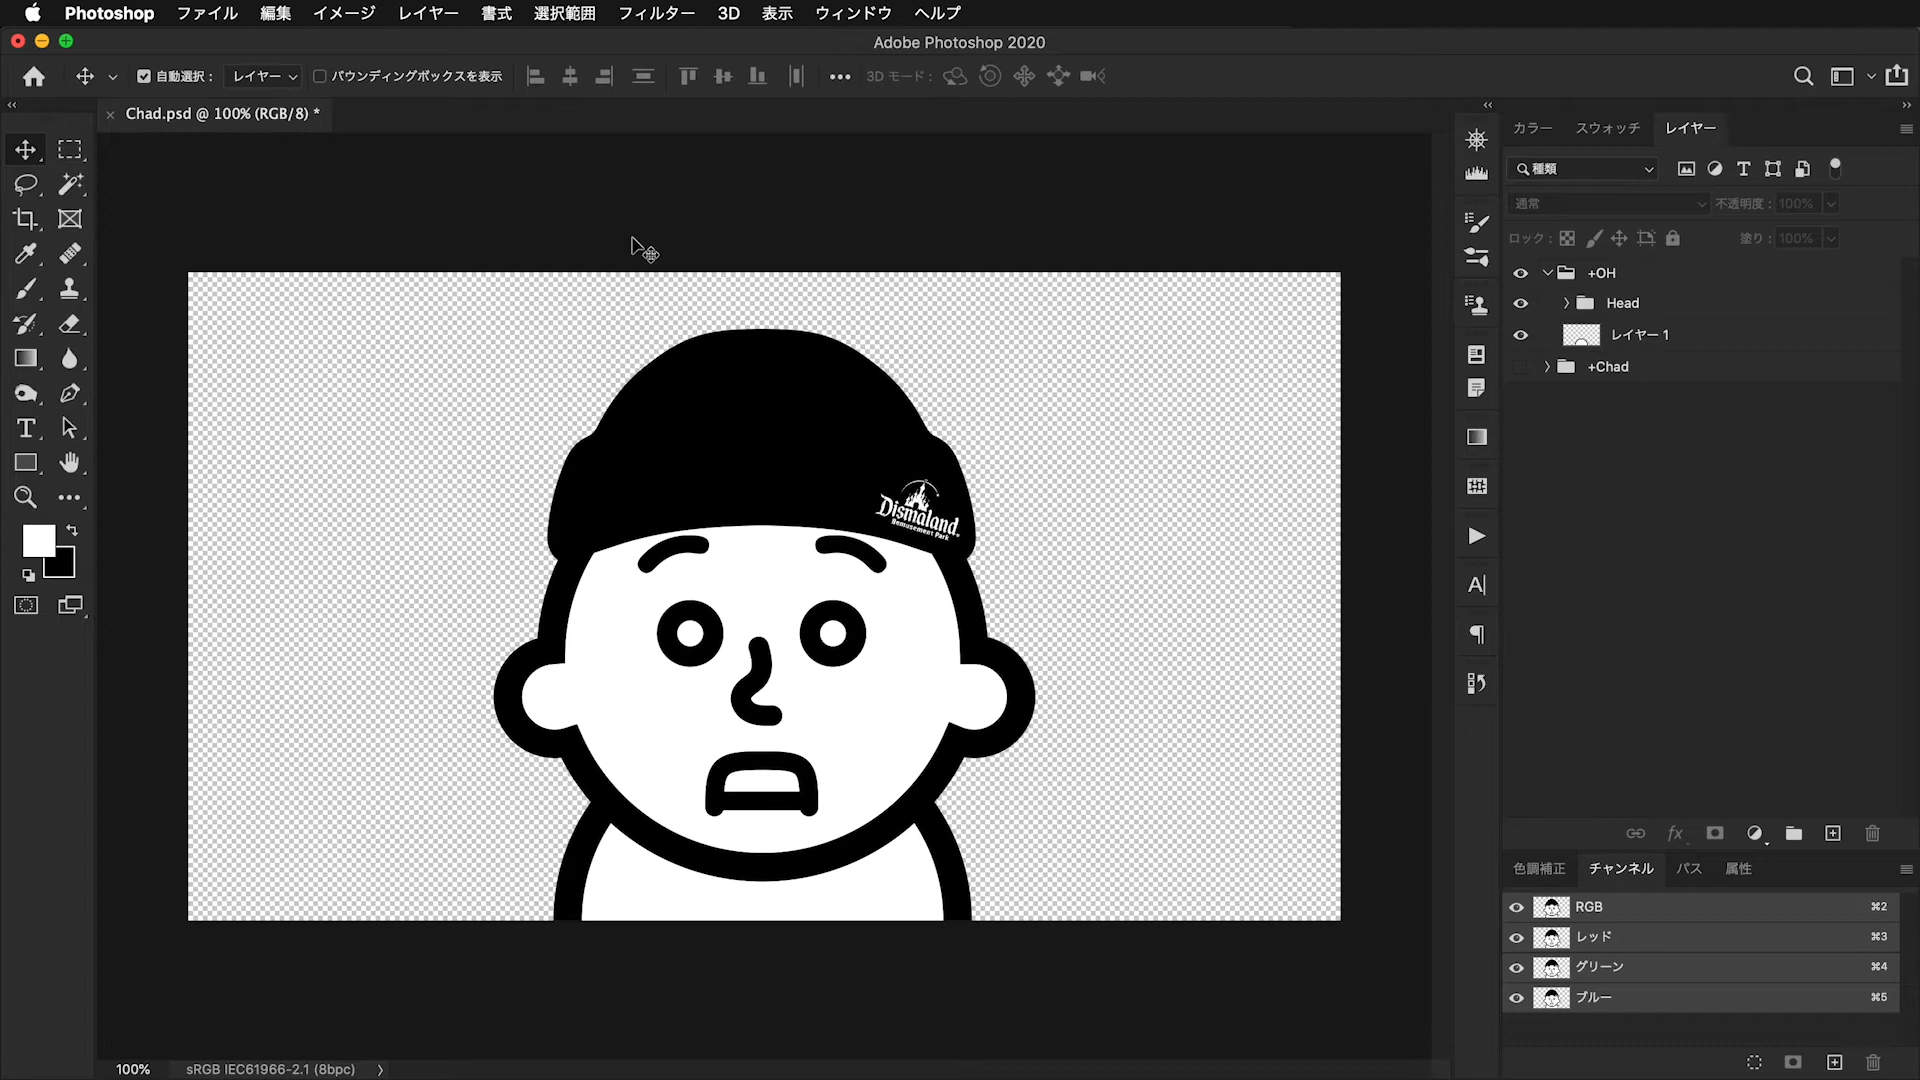 Photoshop ファイル 編集 イメージ レイヤー 書式 選択範囲 フィルター 3D 表示 ウィンドウ ヘルプ
Adobe Photoshop 2020
自動選択： レイヤー バウンディングボックスを表示 3D モード：
Chad.psd @ 100% (RGB/8) *
カラー スウォッチ レイヤー
種類
通常 不透明度： 100%
ロック： 塗り： 100%
+OH
Head
レイヤー 1
+Chad
Dismaland
Bemusement Park
fx
色調補正 チャンネル パス 属性
RGB ⌘2
レッド ⌘3
グリーン ⌘4
ブルー ⌘5
100% sRGB IEC61966-2.1 (8bpc)